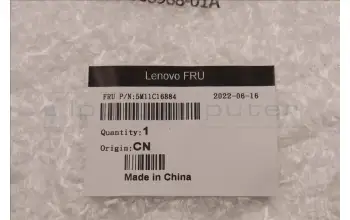 Lenovo FRU
FRU P/N:5M11C16884
2022-06-16
Quantity:1
Origin:CN
Made in China